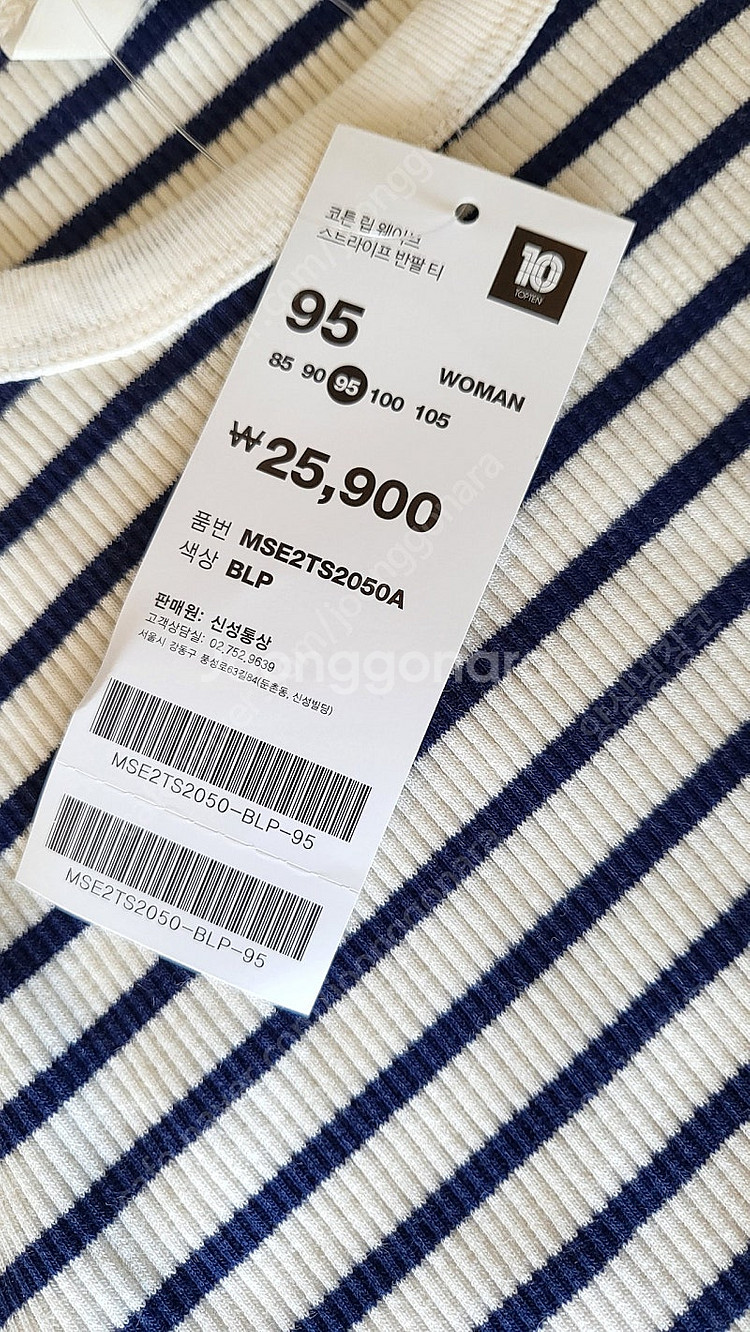 코튼 립 웨이브
스트라이프 반팔 티
10
TOPTEN
95
85 90 95 100 105
WOMAN
₩25,900
품번 MSE2TS2050A
색상 BLP
판매원: 신성통상
고객상담실: 02.752.9639
서울시 강동구 풍성로63길84(둔촌동, 신성빌딩)
MSE2TS2050-BLP-95
MSE2TS2050-BLP-95
joonggonara